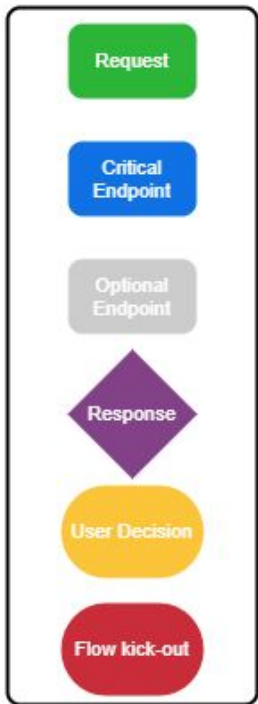 Request
Critical
Endpoint
Optional
Endpoint
Response
User Decision
Flow kick-out